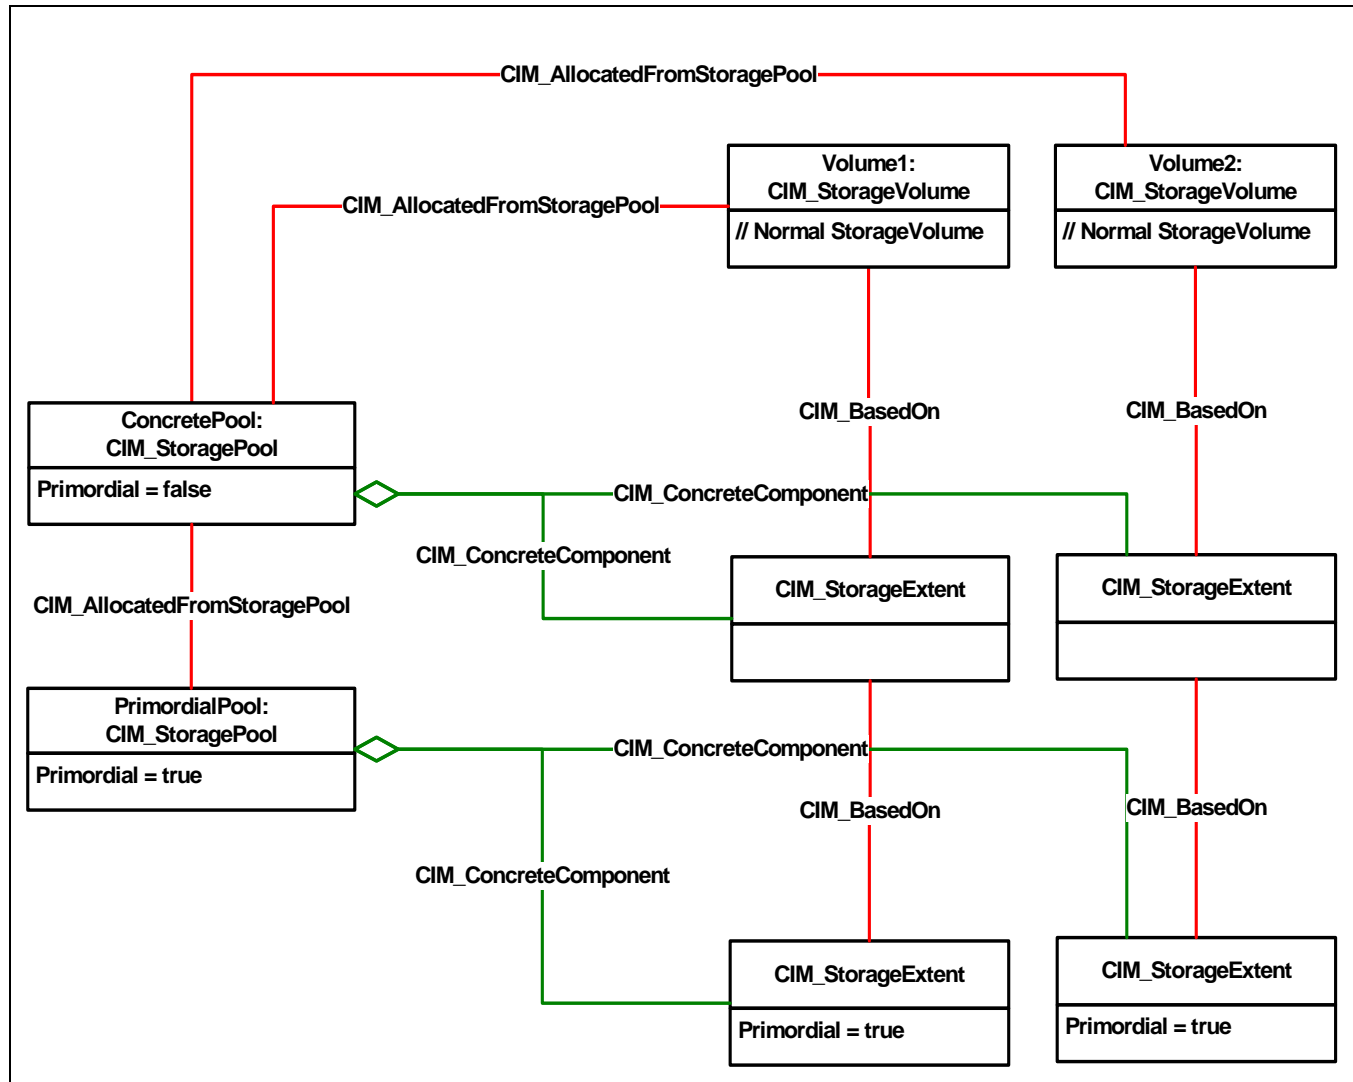 CIM_AllocatedFromStoragePool
Volume1:
CIM_StorageVolume
// Normal StorageVolume
Volume2:
CIM_StorageVolume
// Normal StorageVolume
CIM_AllocatedFromStoragePool
ConcretePool:
CIM_StoragePool
Primordial = false
CIM_BasedOn
CIM_BasedOn
CIM_ConcreteComponent
CIM_ConcreteComponent
CIM_StorageExtent
CIM_StorageExtent
CIM_AllocatedFromStoragePool
PrimordialPool:
CIM_StoragePool
Primordial = true
CIM_ConcreteComponent
CIM_BasedOn
CIM_BasedOn
CIM_ConcreteComponent
CIM_StorageExtent
Primordial = true
CIM_StorageExtent
Primordial = true